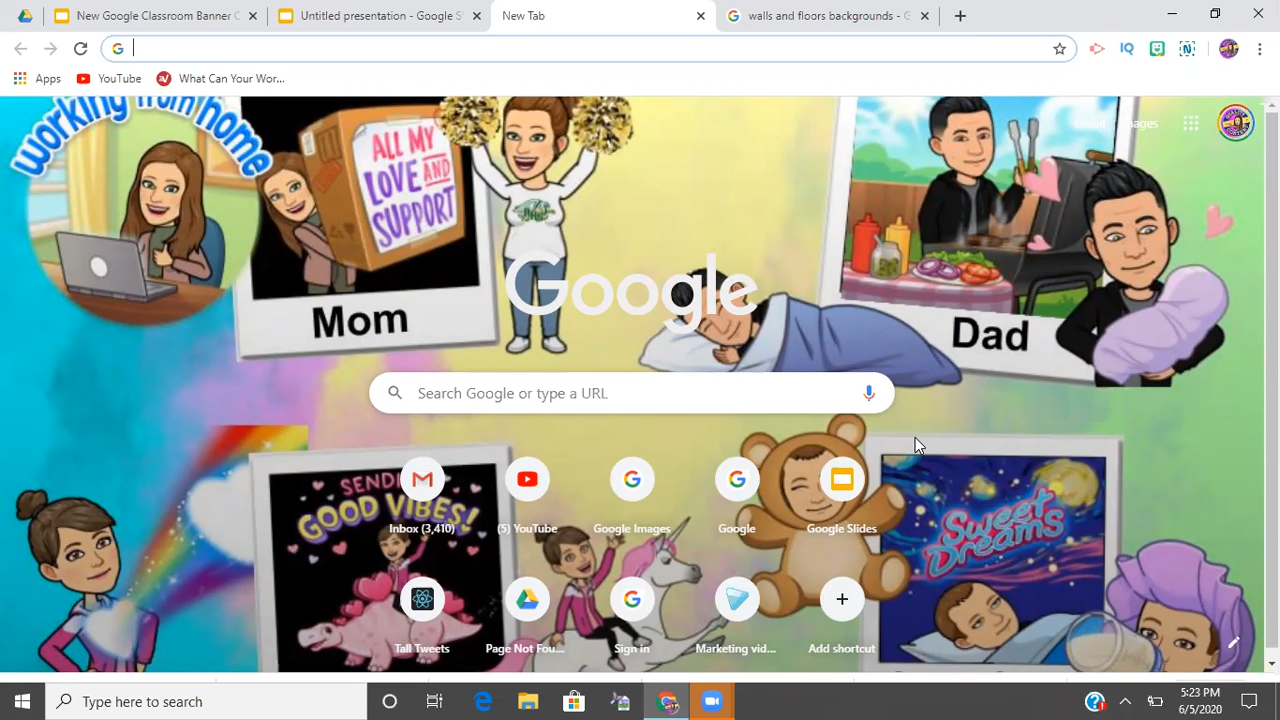 New Google Classroom Banner C
Untitled presentation - Google Sl
New Tab
walls and floors backgrounds - G
Apps
YouTube
What Can Your Wor...
working from home
ALL MY
LOVE AND
SUPPORT
Gmail
Images
Google
Mom
Dad
Search Google or type a URL
SENDING
GOOD VIBES!
Sweet
Dreams
Inbox (3,410)
(5) YouTube
Google Images
Google
Google Slides
Tall Tweets
Page Not Fou...
Sign in
Marketing vid...
Add shortcut
Type here to search
5:23 PM
6/5/2020